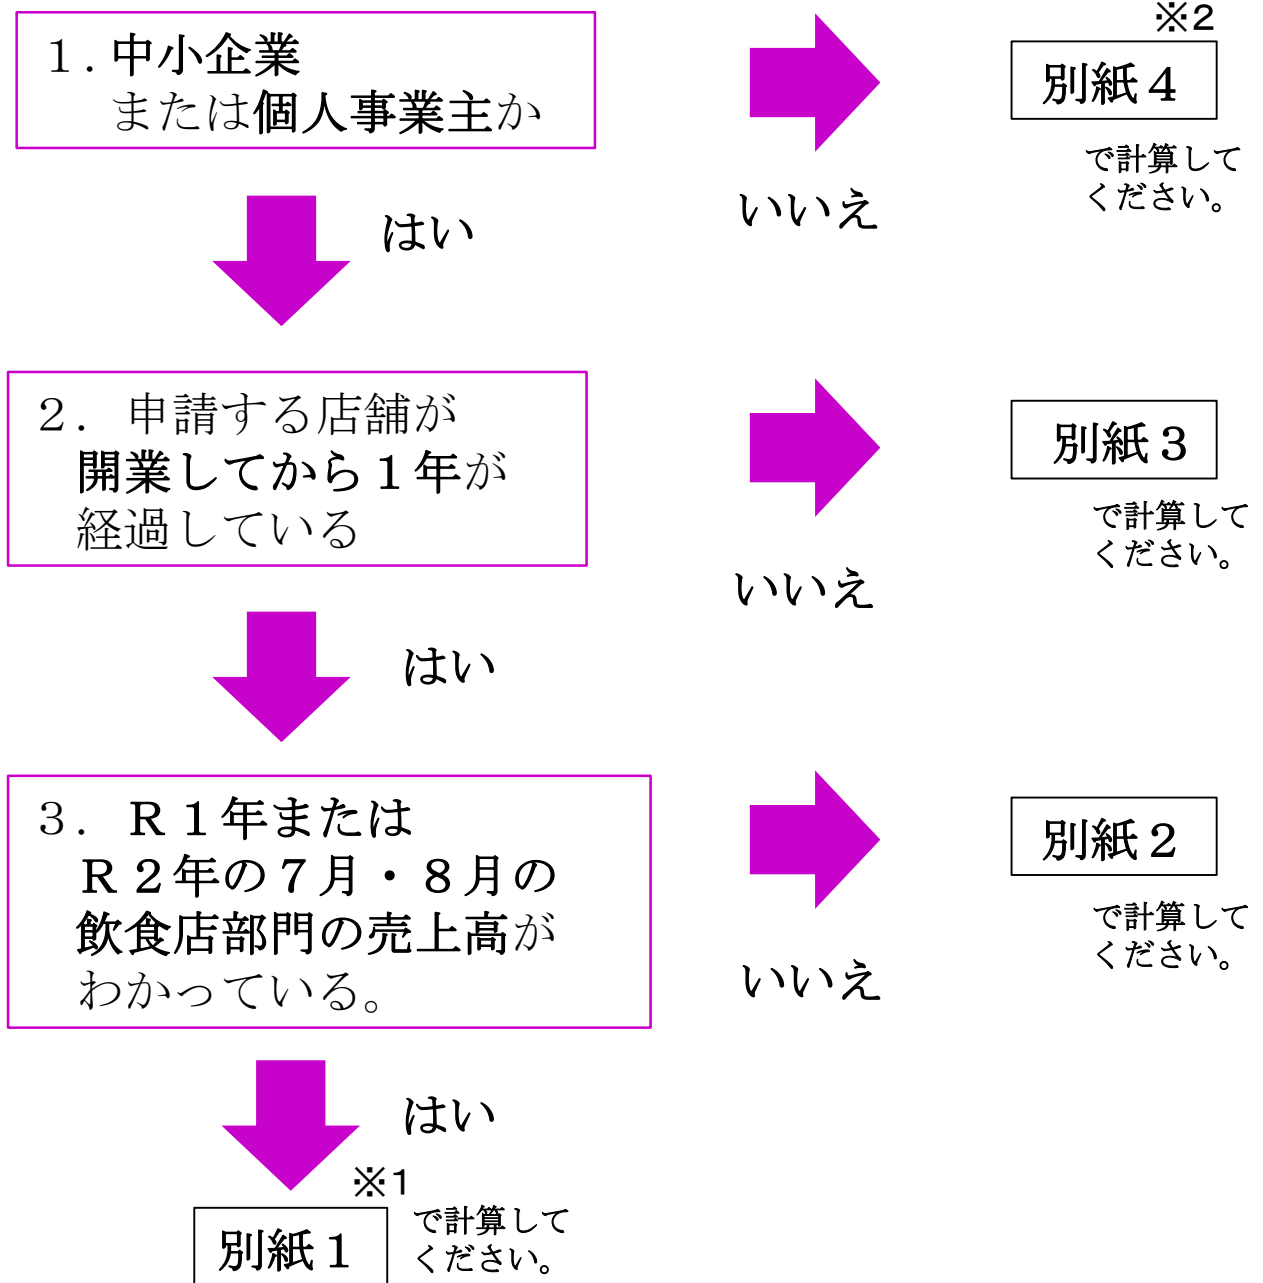 １．中小企業
または個人事業主か
いいえ
※２
別紙４
で計算して
ください。
はい
２．申請する店舗が
開業してから１年が
経過している
いいえ
別紙３
で計算して
ください。
はい
３．Ｒ１年または
Ｒ２年の７月・８月の
飲食店部門の売上高が
わかっている。
いいえ
別紙２
で計算して
ください。
はい
※１
別紙１
で計算して
ください。